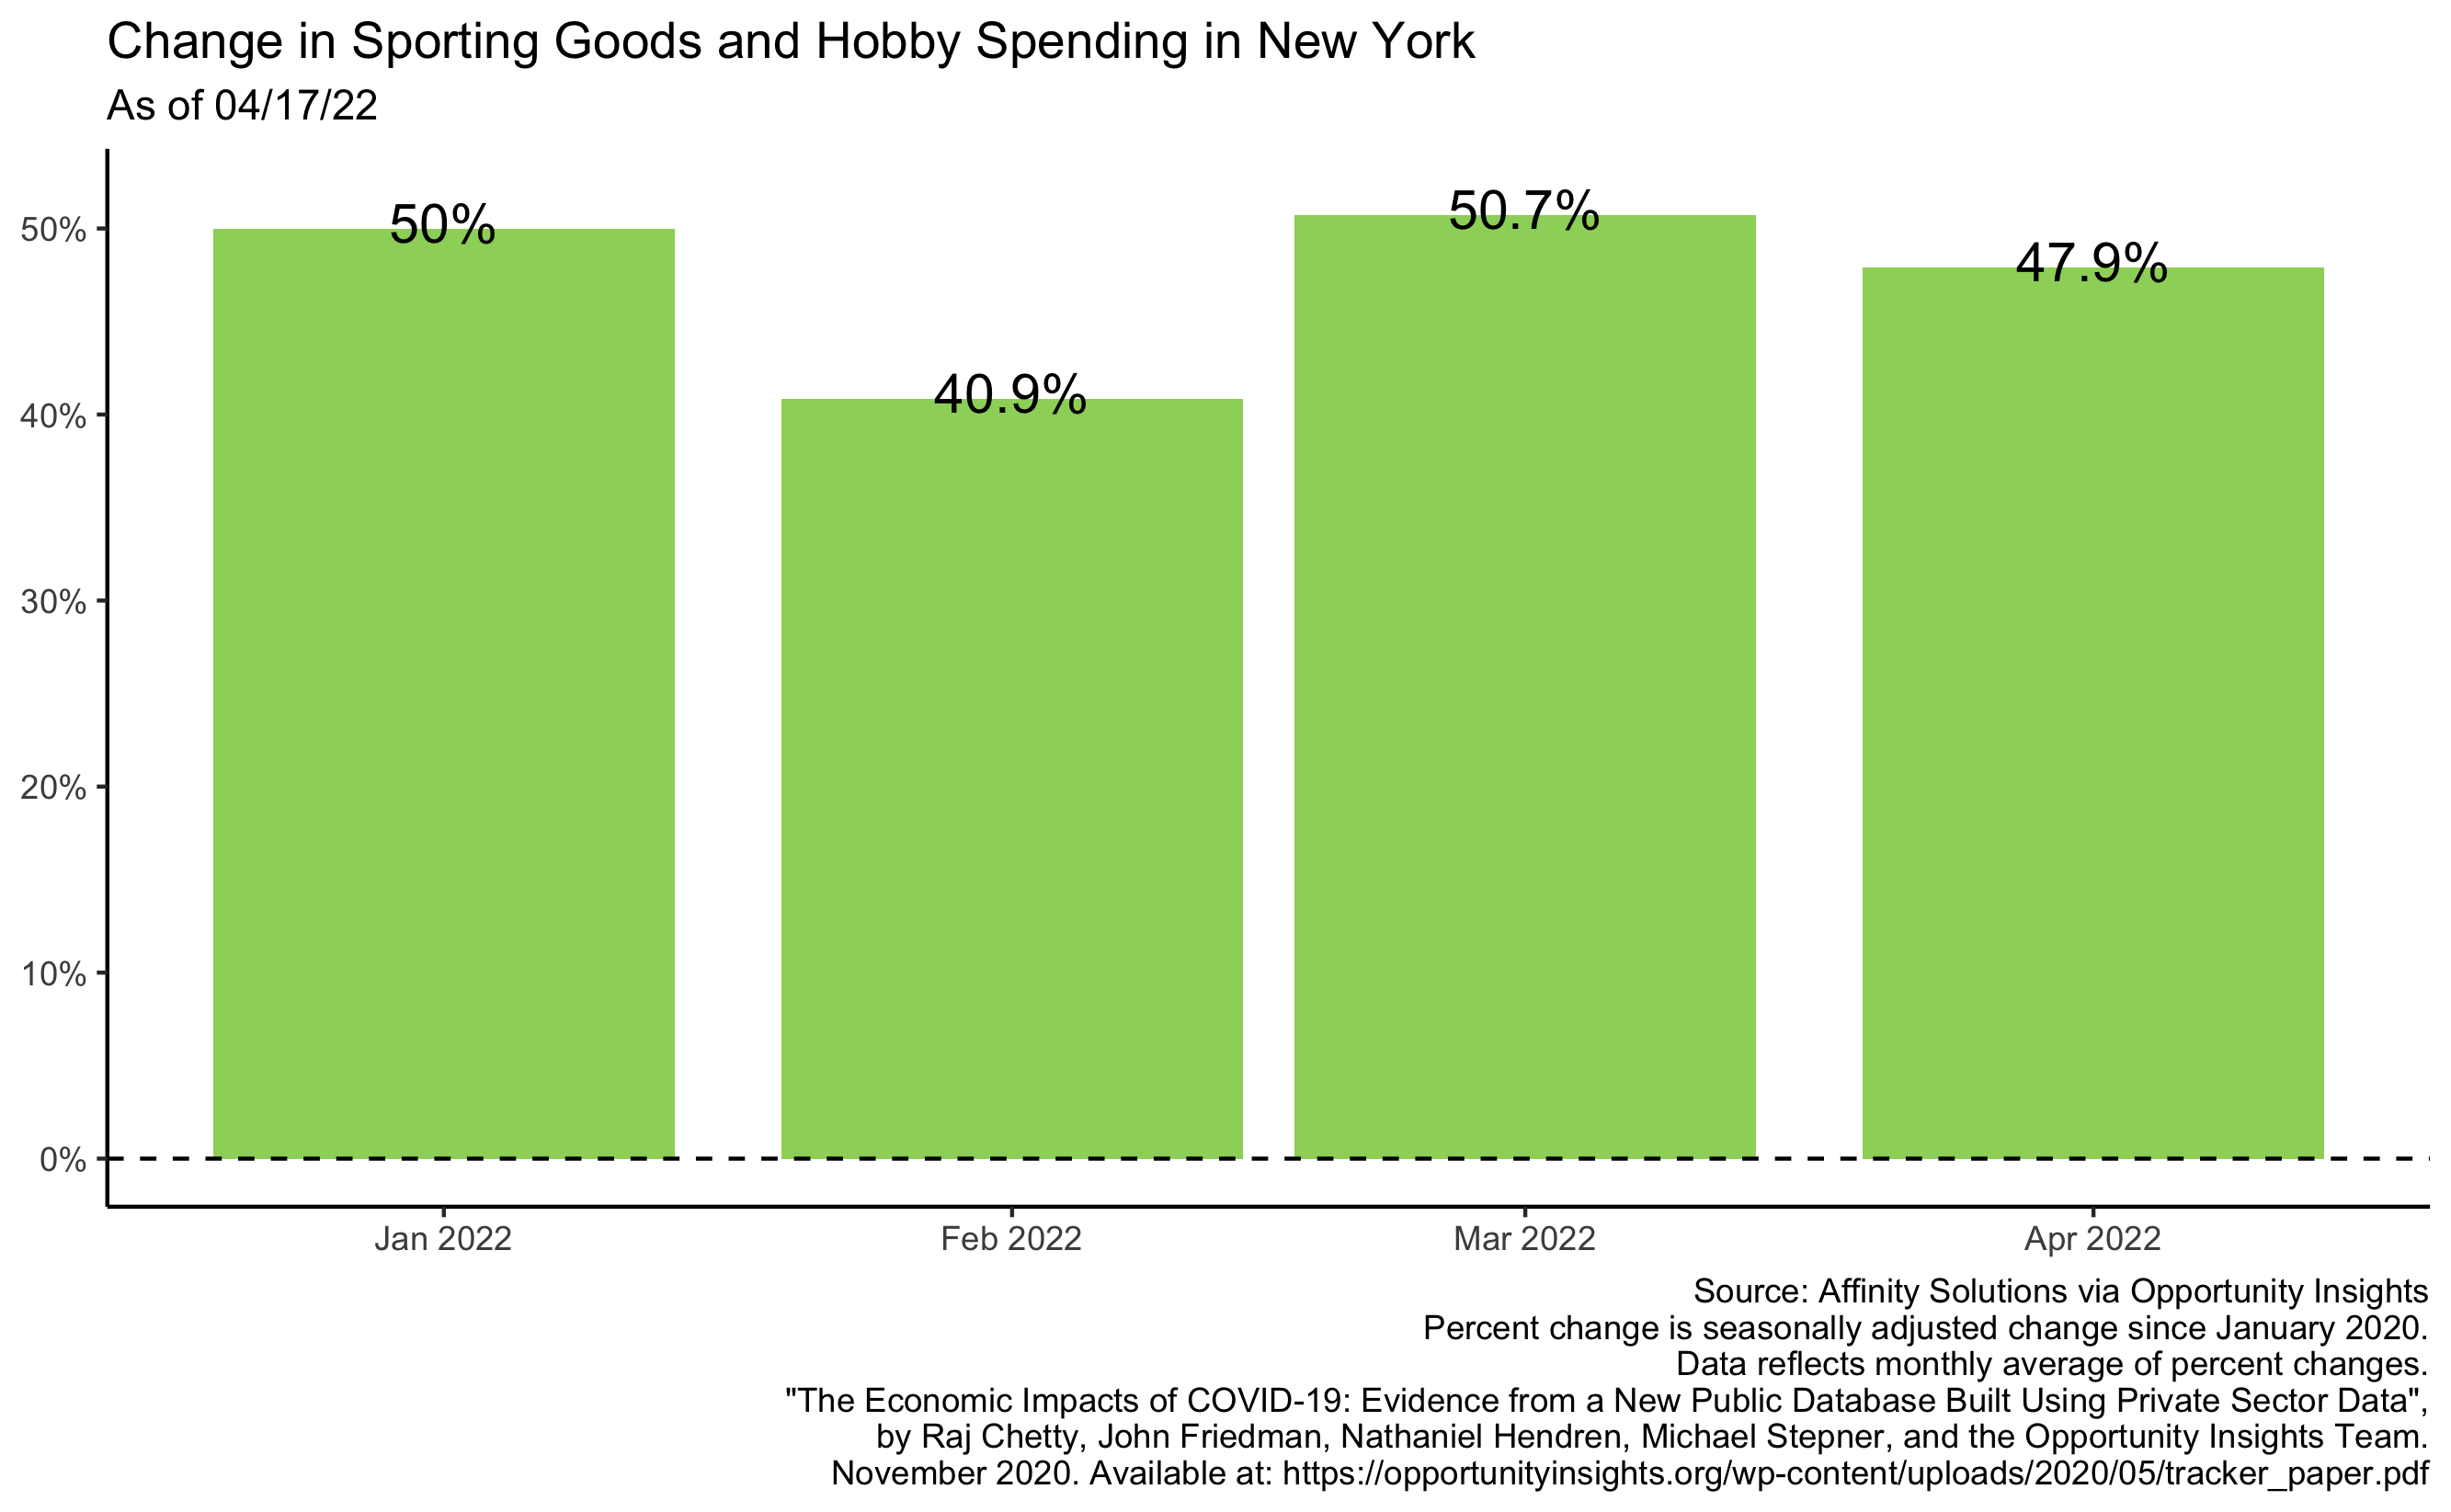 Change in Sporting Goods and Hobby Spending in New York
As of 04/17/22
50%
40%
30%
20%
10%
0%
50%
40.9%
50.7%
47.9%
Jan 2022
Feb 2022
Mar 2022
Apr 2022
Source: Affinity Solutions via Opportunity Insights
Percent change is seasonally adjusted change since January 2020.
Data reflects monthly average of percent changes.
"The Economic Impacts of COVID-19: Evidence from a New Public Database Built Using Private Sector Data",
by Raj Chetty, John Friedman, Nathaniel Hendren, Michael Stepner, and the Opportunity Insights Team.
November 2020. Available at: https://opportunityinsights.org/wp-content/uploads/2020/05/tracker_paper.pdf